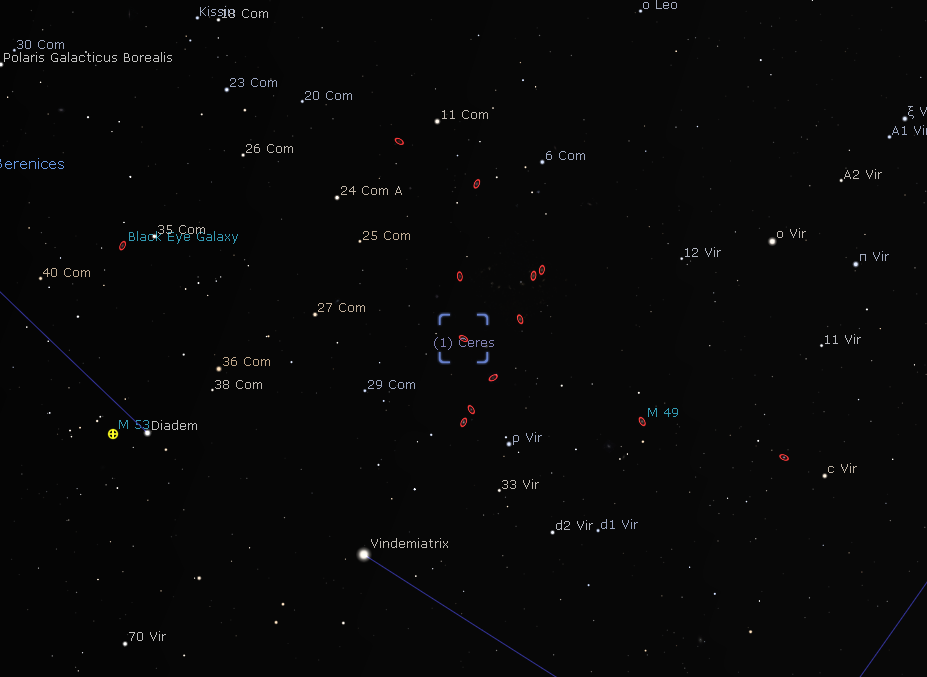 Kissin
18 Com
ο Leo
30 Com
Polaris Galacticus Borealis
23 Com
20 Com
11 Com
ξ V
A1 Vir
26 Com
6 Com
Berenices
A2 Vir
24 Com A
35 Com
Black Eye Galaxy
25 Com
ο Vir
12 Vir
π Vir
40 Com
27 Com
(1) Ceres
11 Vir
36 Com
38 Com
29 Com
M 49
M 53
Diadem
ρ Vir
c Vir
33 Vir
d2 Vir
d1 Vir
Vindemiatrix
70 Vir